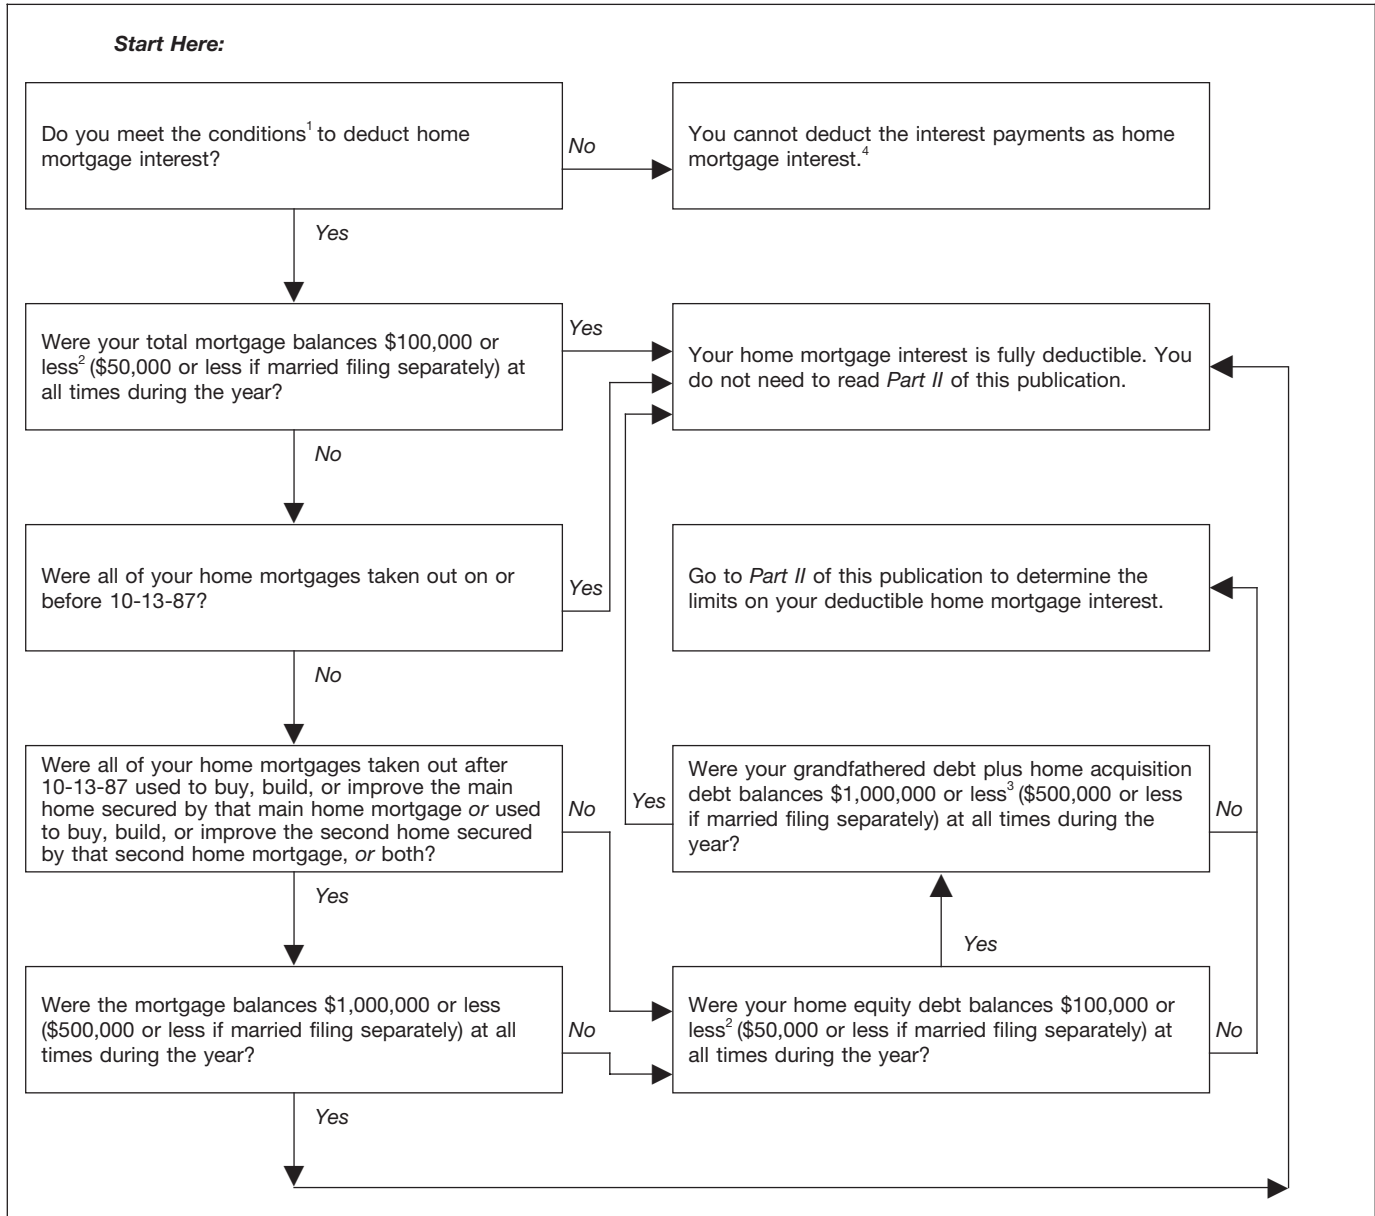 Start Here:
Do you meet the conditions1 to deduct home
mortgage interest?
No
You cannot deduct the interest payments as home
mortgage interest.4
Yes
Were your total mortgage balances $100,000 or
less2 ($50,000 or less if married filing separately) at
all times during the year?
Yes
Your home mortgage interest is fully deductible. You
do not need to read Part II of this publication.
No
Were all of your home mortgages taken out on or
before 10-13-87?
Yes
Go to Part II of this publication to determine the
limits on your deductible home mortgage interest.
No
Were all of your home mortgages taken out after
10-13-87 used to buy, build, or improve the main
home secured by that main home mortgage or used
to buy, build, or improve the second home secured
by that second home mortgage, or both?
No
Yes
Were your grandfathered debt plus home acquisition
debt balances $1,000,000 or less3 ($500,000 or less
if married filing separately) at all times during the
year?
No
Yes
Yes
Were the mortgage balances $1,000,000 or less
($500,000 or less if married filing separately) at all
times during the year?
No
Were your home equity debt balances $100,000 or
less2 ($50,000 or less if married filing separately) at
all times during the year?
No
Yes